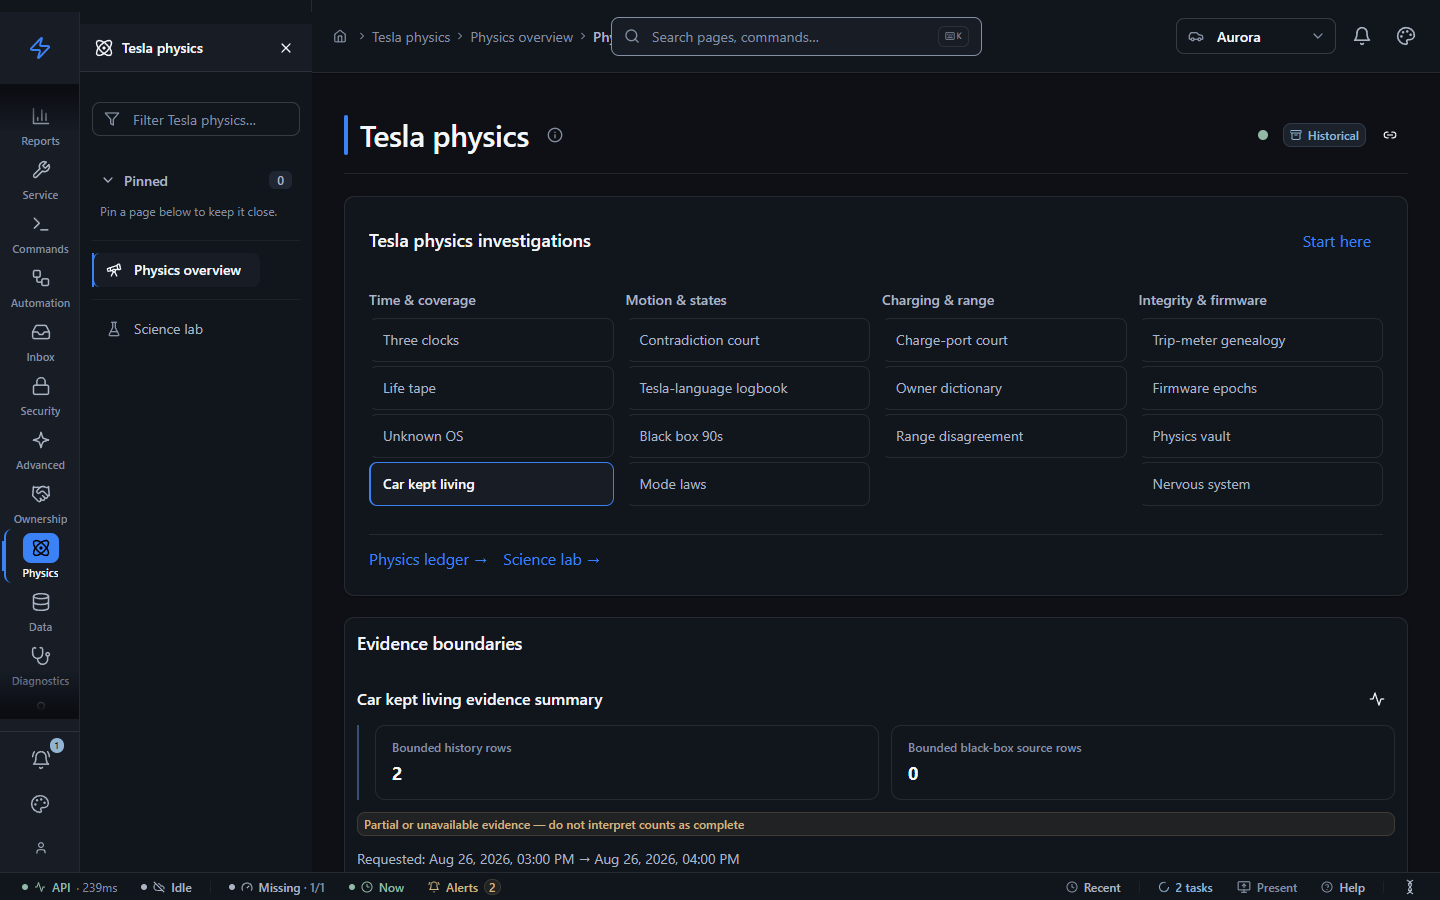 Tesla physics
Tesla physics
Physics overview
Search pages, commands...
K
Aurora
Reports
Service
Commands
Automation
Inbox
Security
Advanced
Ownership
Physics
Data
Diagnostics
1
Filter Tesla physics...
Pinned
0
Pin a page below to keep it close.
Physics overview
Science lab
Tesla physics
Historical
Tesla physics investigations
Start here
Time & coverage
Three clocks
Life tape
Unknown OS
Car kept living
Motion & states
Contradiction court
Tesla-language logbook
Black box 90s
Mode laws
Charging & range
Charge-port court
Owner dictionary
Range disagreement
Integrity & firmware
Trip-meter genealogy
Firmware epochs
Physics vault
Nervous system
Physics ledger →
Science lab →
Evidence boundaries
Car kept living evidence summary
Bounded history rows
2
Bounded black-box source rows
0
Partial or unavailable evidence — do not interpret counts as complete
Requested: Aug 26, 2026, 03:00 PM → Aug 26, 2026, 04:00 PM
API · 239ms
Idle
Missing · 1/1
Now
Alerts 2
Recent
2 tasks
Present
Help